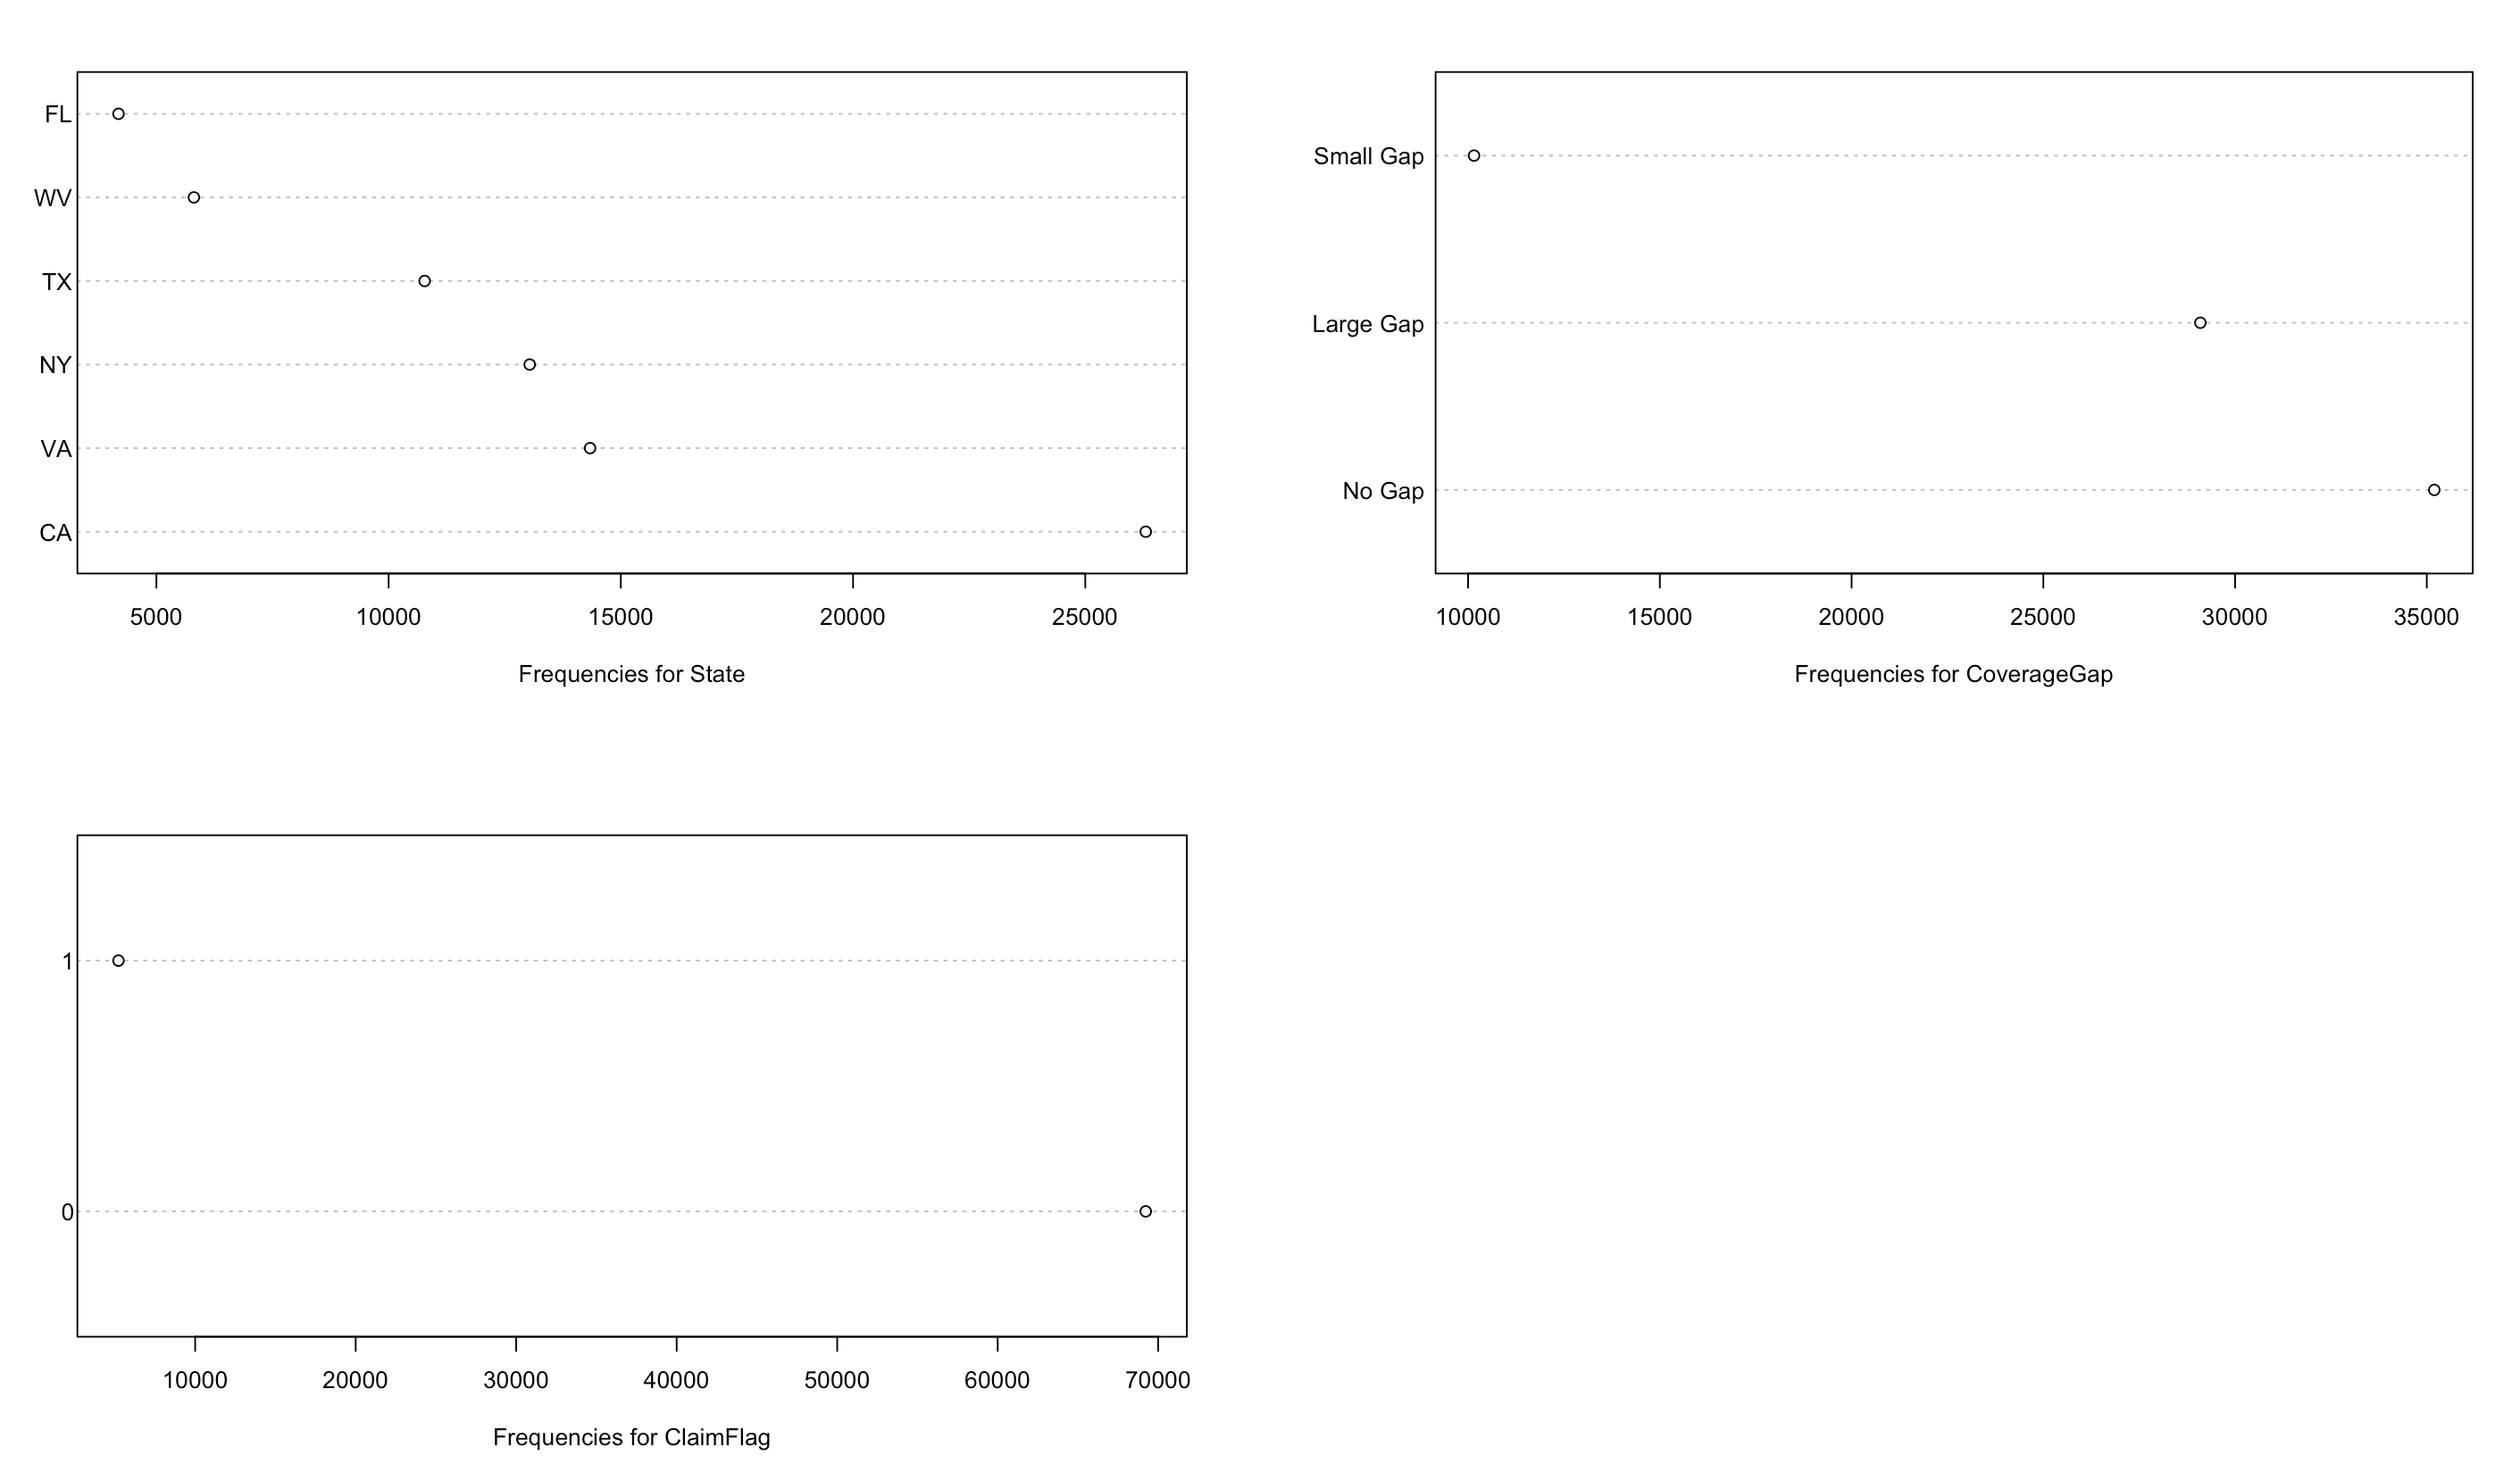 FL
WV
TX
NY
VA
CA
5000 10000 15000 20000 25000
Frequencies for State
Small Gap
Large Gap
No Gap
10000 15000 20000 25000 30000 35000
Frequencies for CoverageGap
1
0
10000 20000 30000 40000 50000 60000 70000
Frequencies for ClaimFlag